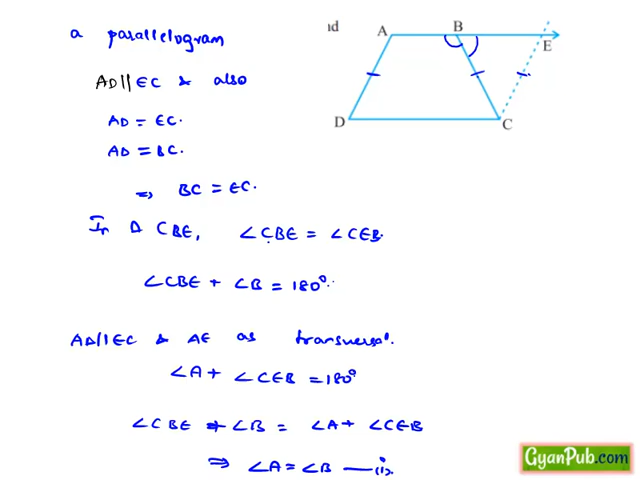 nd
a parallelogram
A B E D C
AD ∥ EC & also
AD = EC.
AD = BC.
⇒ BC = EC.
In Δ CBE, ∠CBE = ∠CEB.
∠CBE + ∠B = 180°.
AD ∥ EC & AE as transversal.
∠A + ∠CEB = 180°
∠CBE + ∠B = ∠A + ∠CEB
⇒ ∠A = ∠B — (i)
GyanPub.com